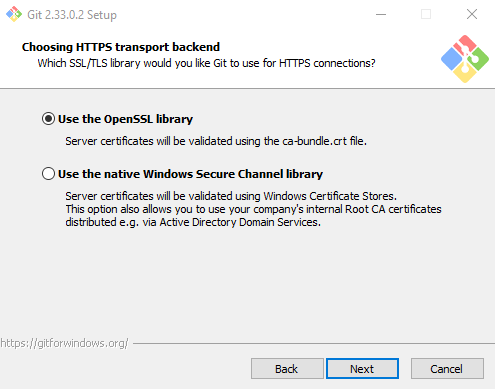 Git 2.33.0.2 Setup
Choosing HTTPS transport backend
Which SSL/TLS library would you like Git to use for HTTPS connections?
Use the OpenSSL library
Server certificates will be validated using the ca-bundle.crt file.
Use the native Windows Secure Channel library
Server certificates will be validated using Windows Certificate Stores.
This option also allows you to use your company's internal Root CA certificates
distributed e.g. via Active Directory Domain Services.
https://gitforwindows.org/
Back
Next
Cancel